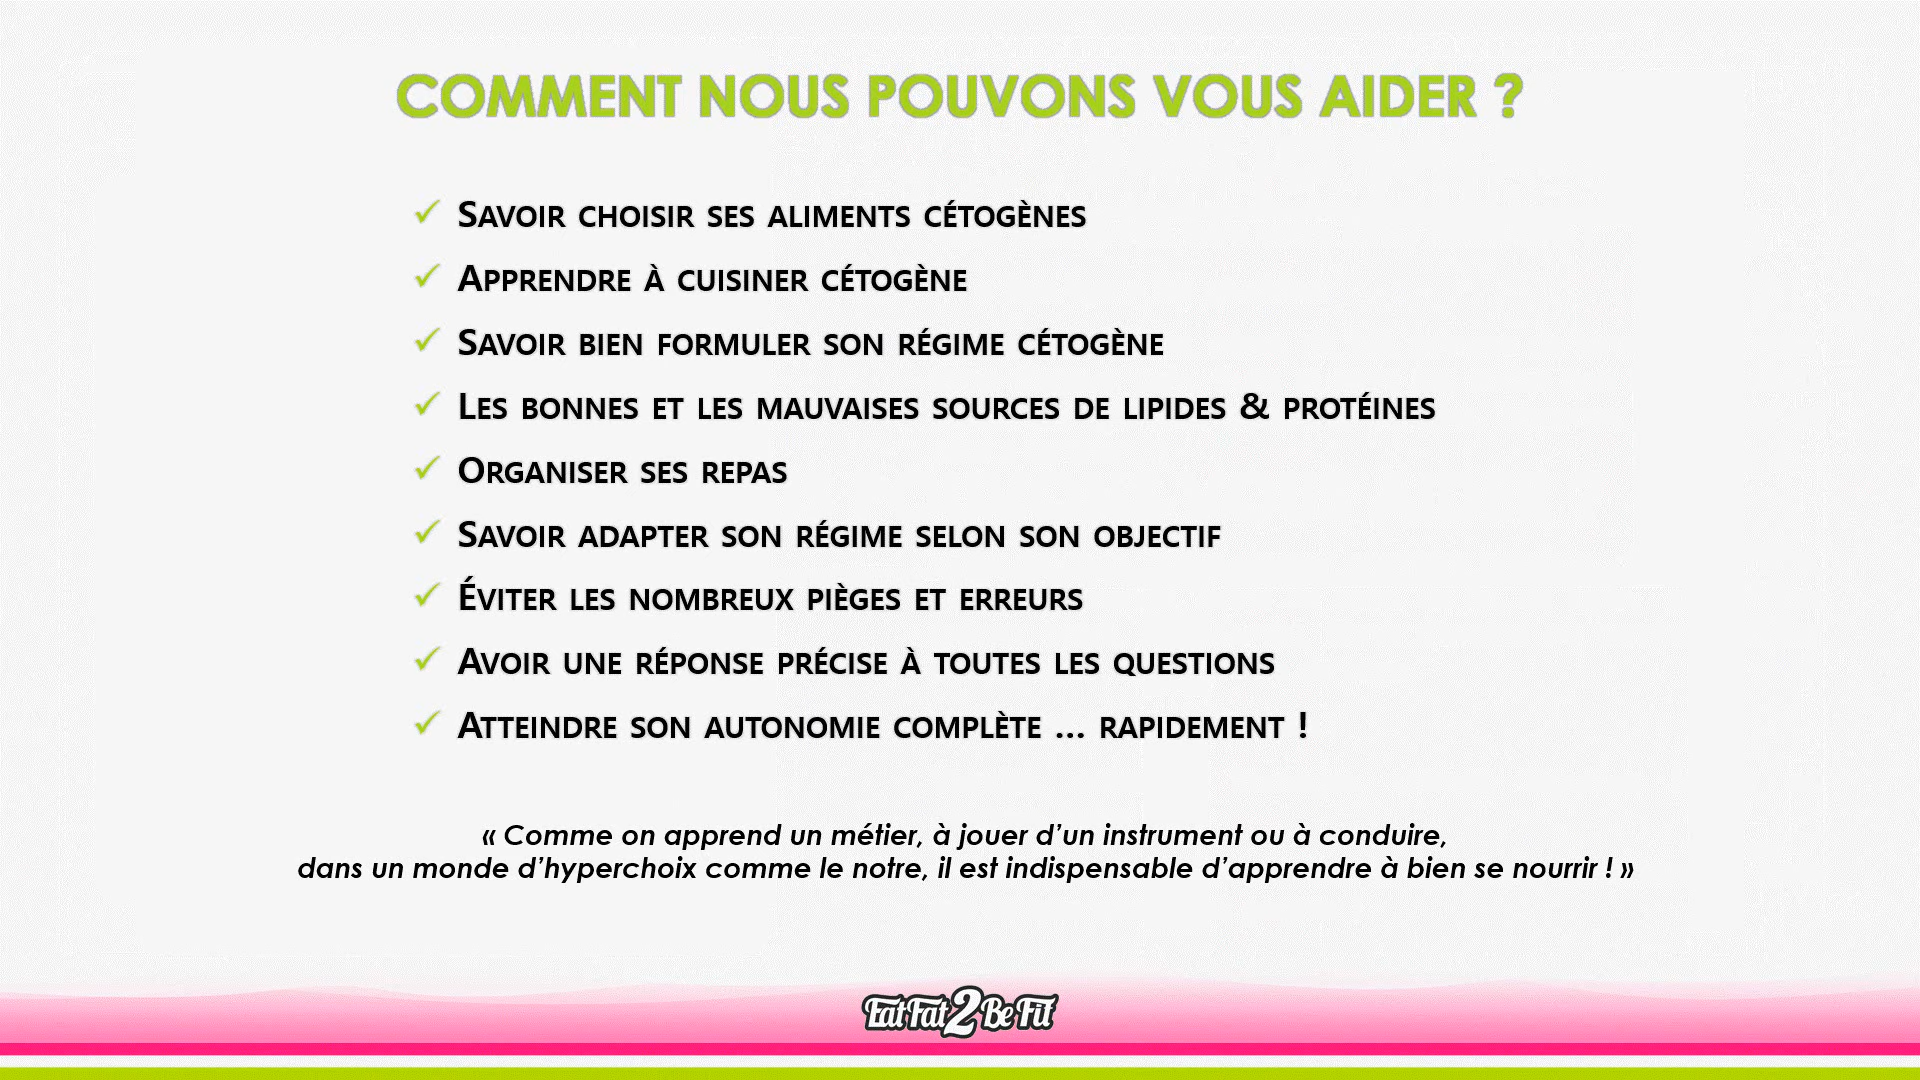 COMMENT NOUS POUVONS VOUS AIDER ?
✓ Savoir choisir ses aliments cétogènes
✓ Apprendre à cuisiner cétogène
✓ Savoir bien formuler son régime cétogène
✓ Les bonnes et les mauvaises sources de lipides & protéines
✓ Organiser ses repas
✓ Savoir adapter son régime selon son objectif
✓ Éviter les nombreux pièges et erreurs
✓ Avoir une réponse précise à toutes les questions
✓ Atteindre son autonomie complète ... rapidement !
« Comme on apprend un métier, à jouer d’un instrument ou à conduire,
dans un monde d’hyperchoix comme le notre, il est indispensable d’apprendre à bien se nourrir ! »
Eat Fat 2 Be Fit